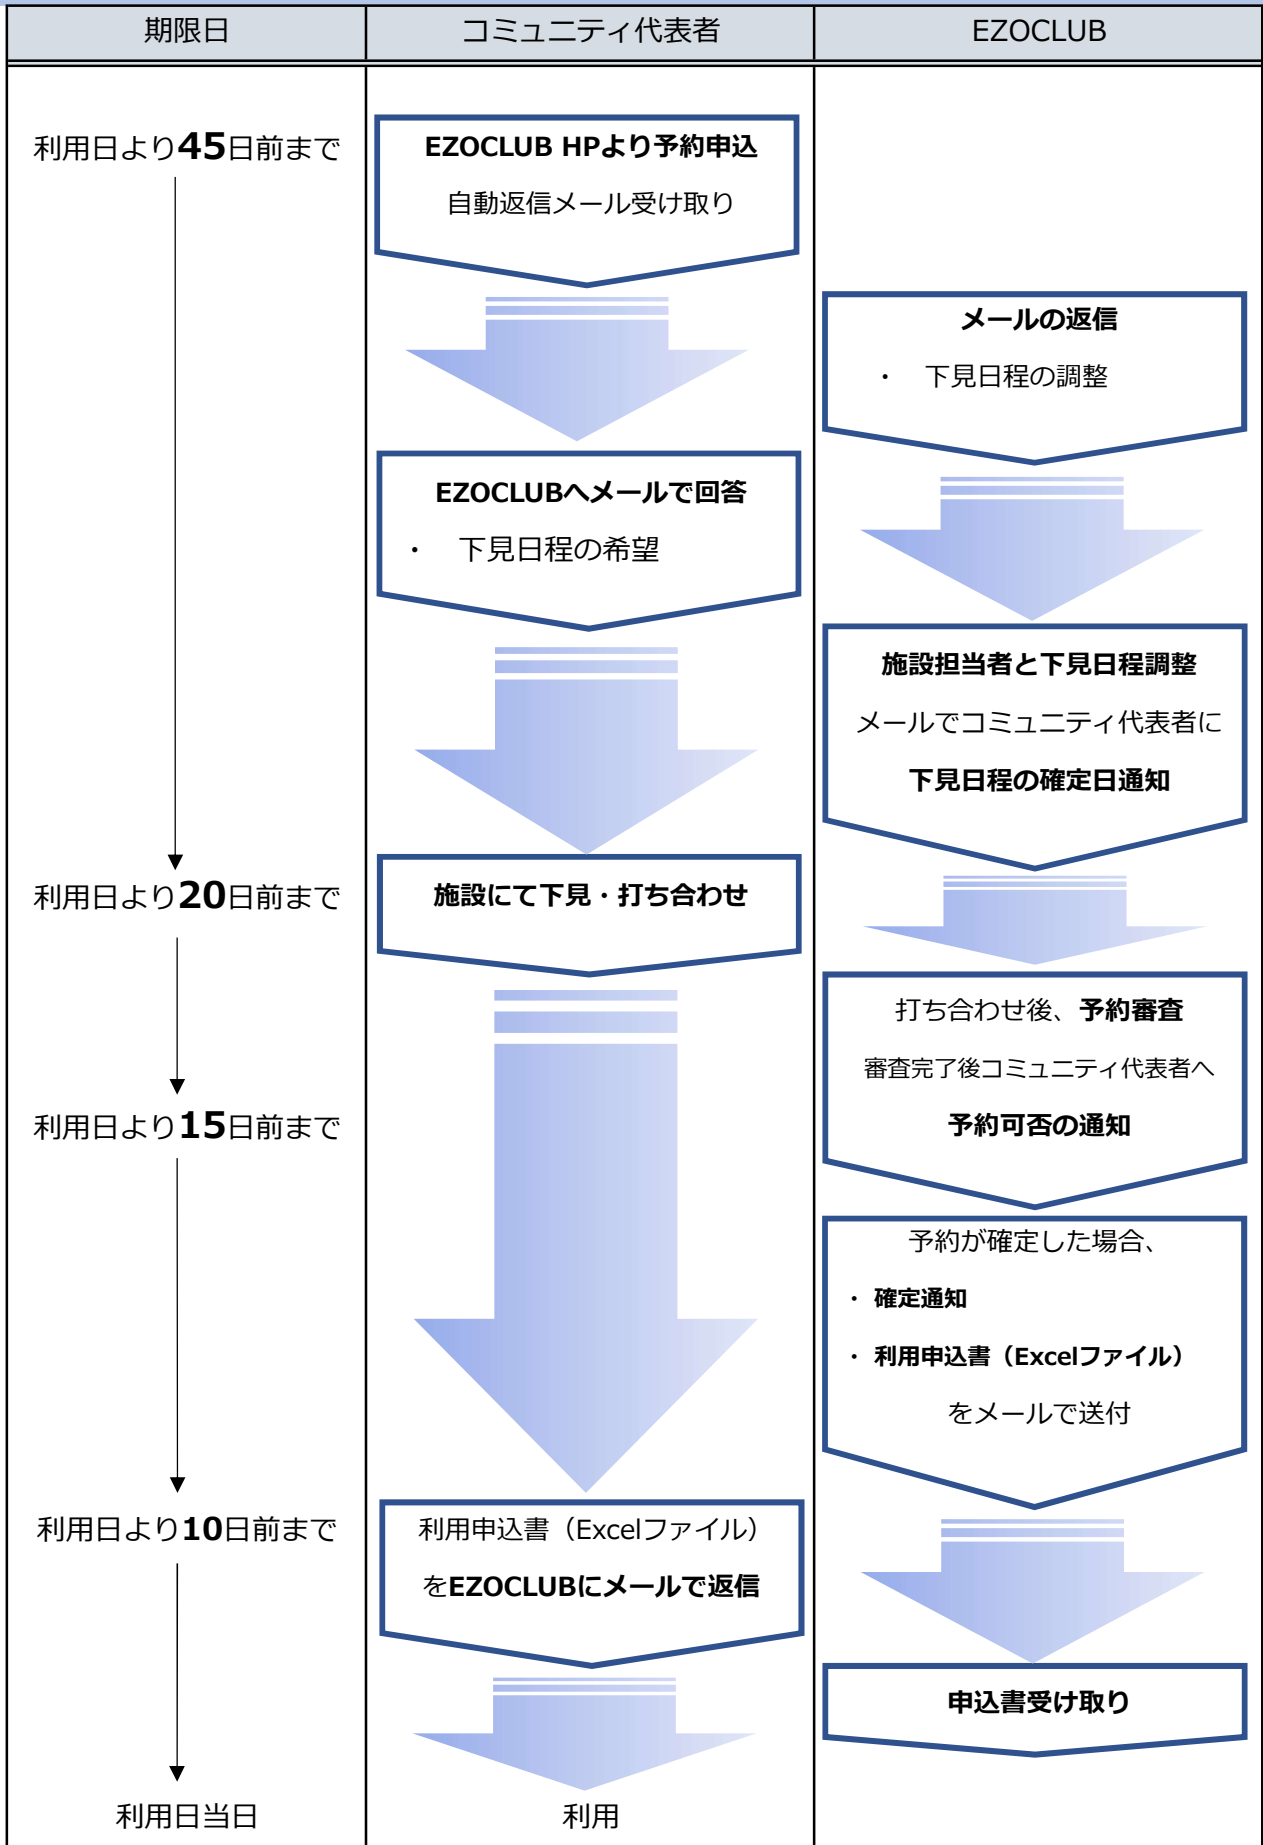 期限日
コミュニティ代表者
EZOCLUB
利用日より45日前まで
EZOCLUB HPより予約申込
自動返信メール受け取り
メールの返信
・ 下見日程の調整
EZOCLUBへメールで回答
・ 下見日程の希望
施設担当者と下見日程調整
メールでコミュニティ代表者に
下見日程の確定日通知
利用日より20日前まで
施設にて下見・打ち合わせ
打ち合わせ後、予約審査
審査完了後コミュニティ代表者へ
予約可否の通知
利用日より15日前まで
予約が確定した場合、
・ 確定通知
・ 利用申込書（Excelファイル）
をメールで送付
利用日より10日前まで
利用申込書（Excelファイル）
をEZOCLUBにメールで返信
申込書受け取り
利用日当日
利用